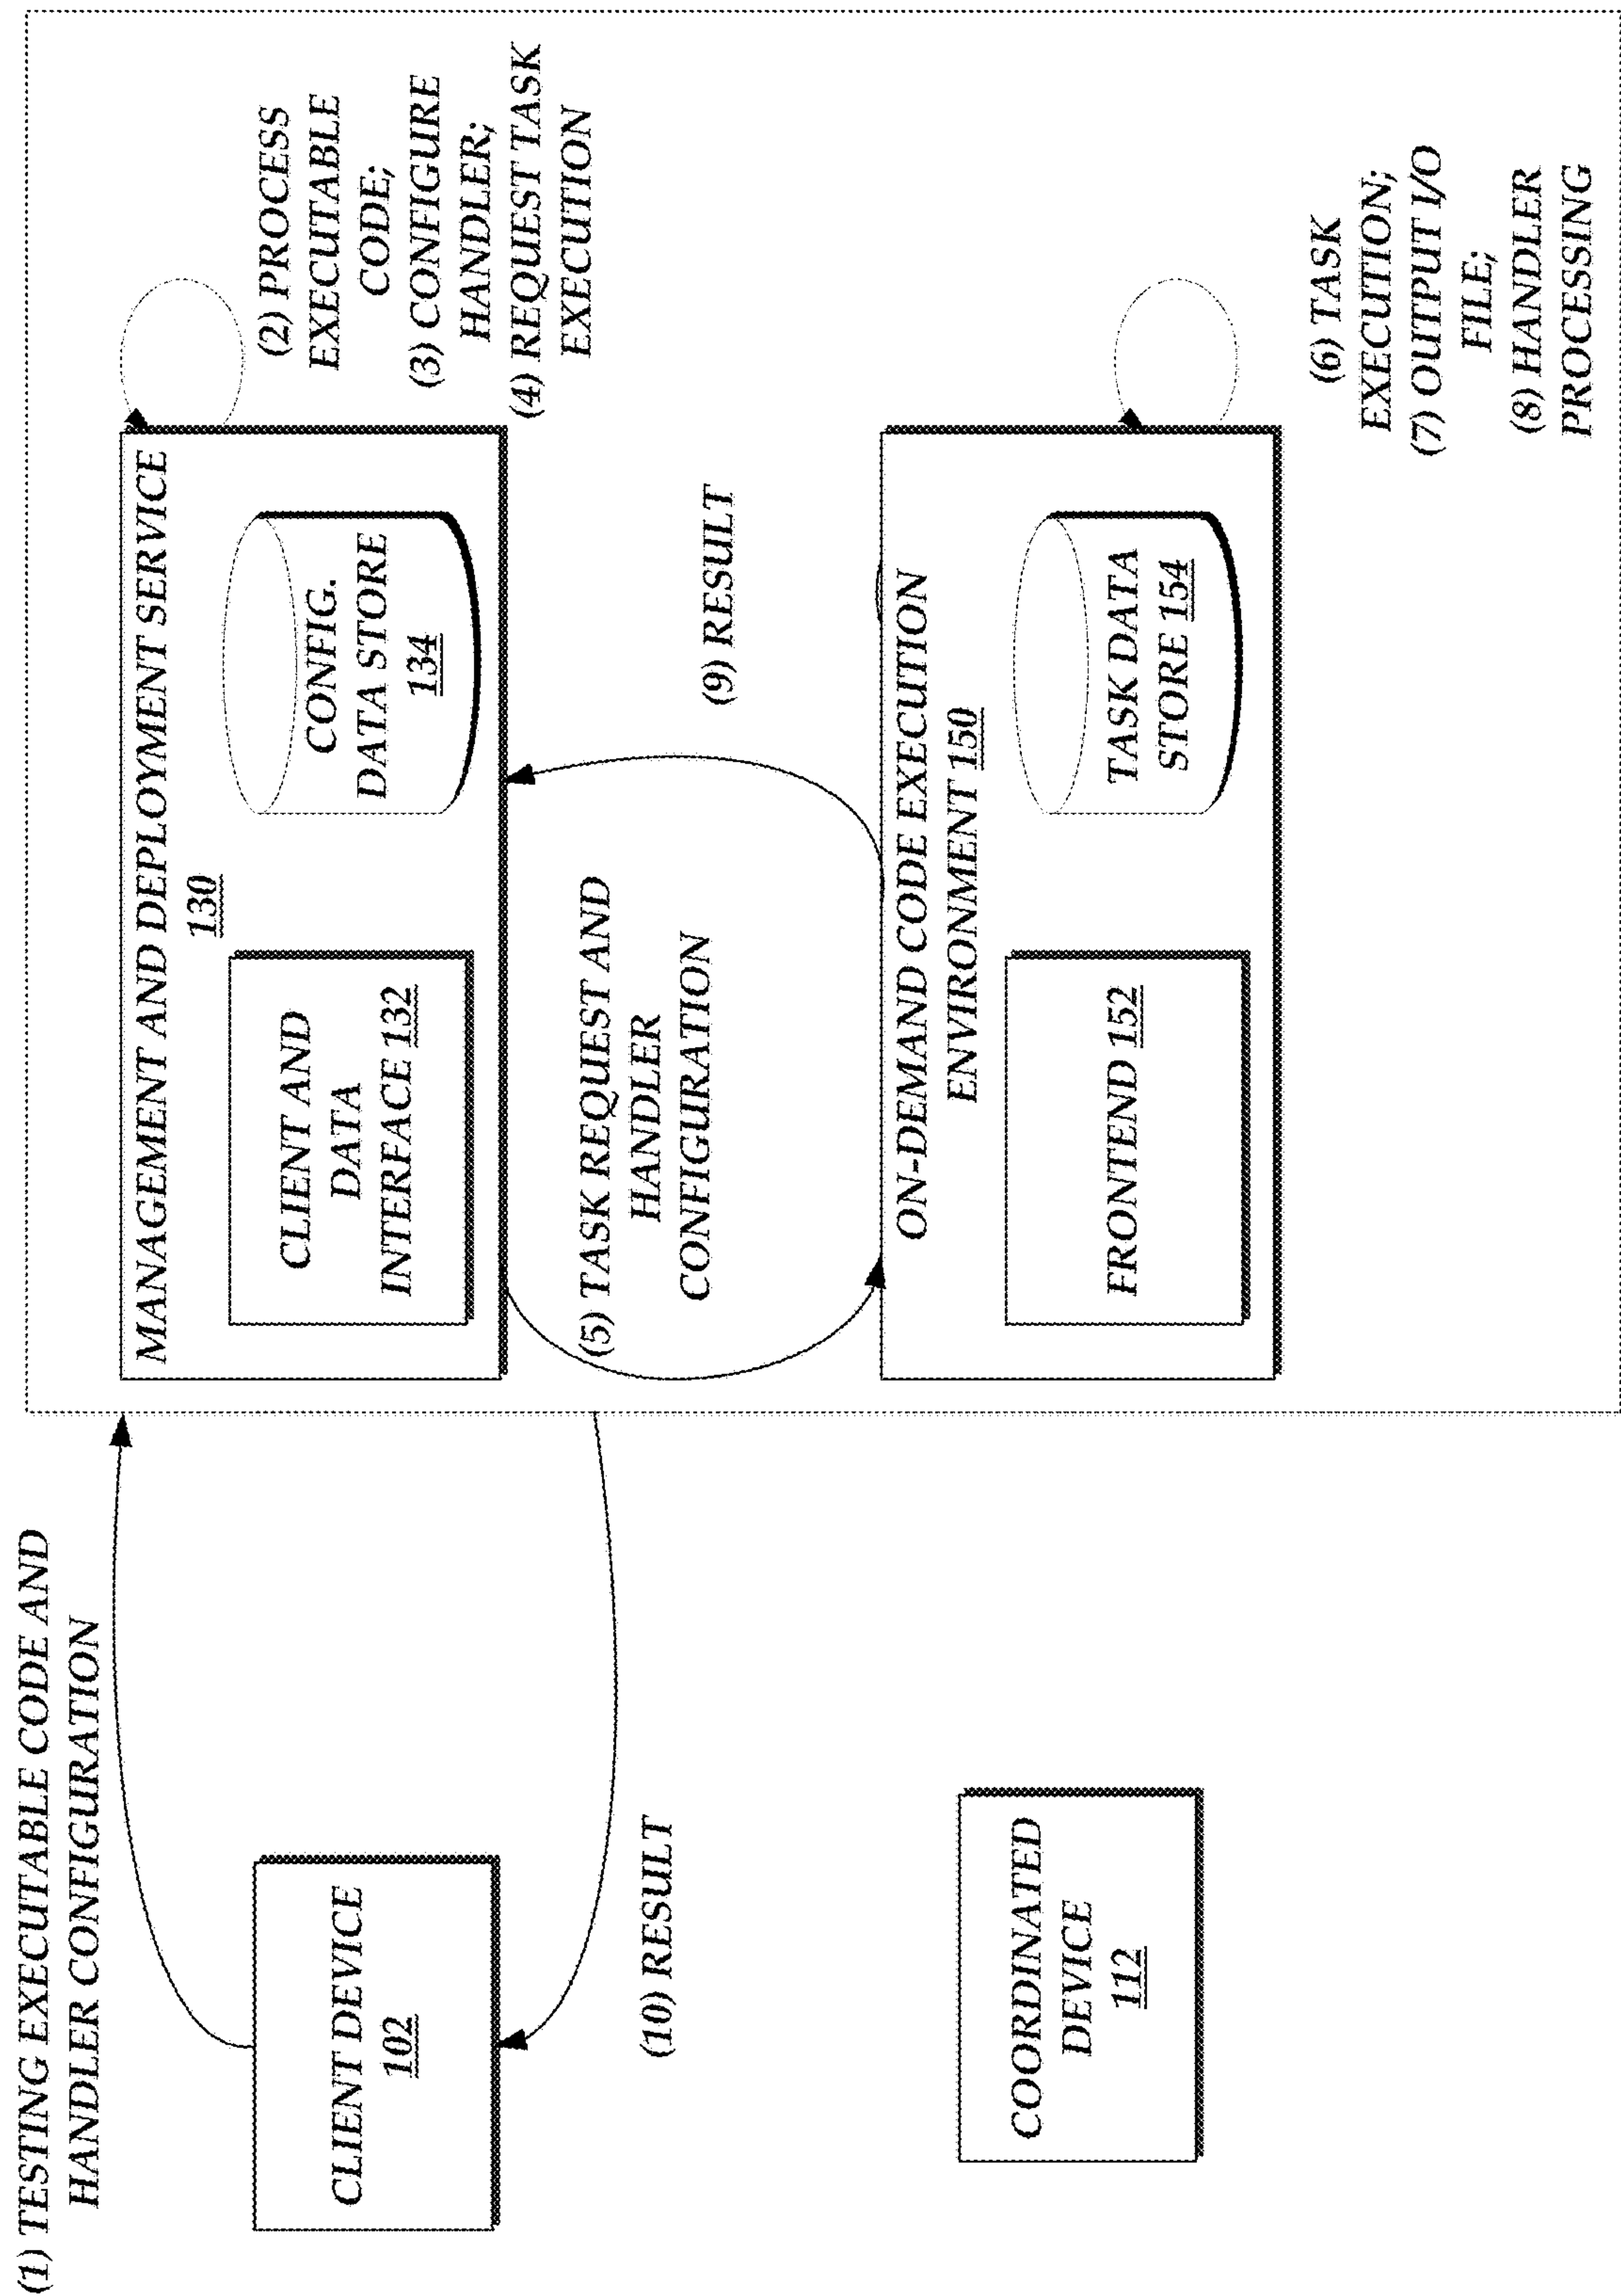 (1) TESTING EXECUTABLE CODE AND
HANDLER CONFIGURATION
CLIENT DEVICE
102
(10) RESULT
COORDINATED
DEVICE
112
MANAGEMENT AND DEPLOYMENT SERVICE
130
CLIENT AND
DATA
INTERFACE 132
CONFIG.
DATA STORE
134
(2) PROCESS
EXECUTABLE
CODE;
(3) CONFIGURE
HANDLER;
(4) REQUEST TASK
EXECUTION
(5) TASK REQUEST AND
HANDLER
CONFIGURATION
(9) RESULT
ON-DEMAND CODE EXECUTION
ENVIRONMENT 150
FRONTEND 152
TASK DATA
STORE 154
(6) TASK
EXECUTION;
(7) OUTPUT I/O
FILE;
(8) HANDLER
PROCESSING